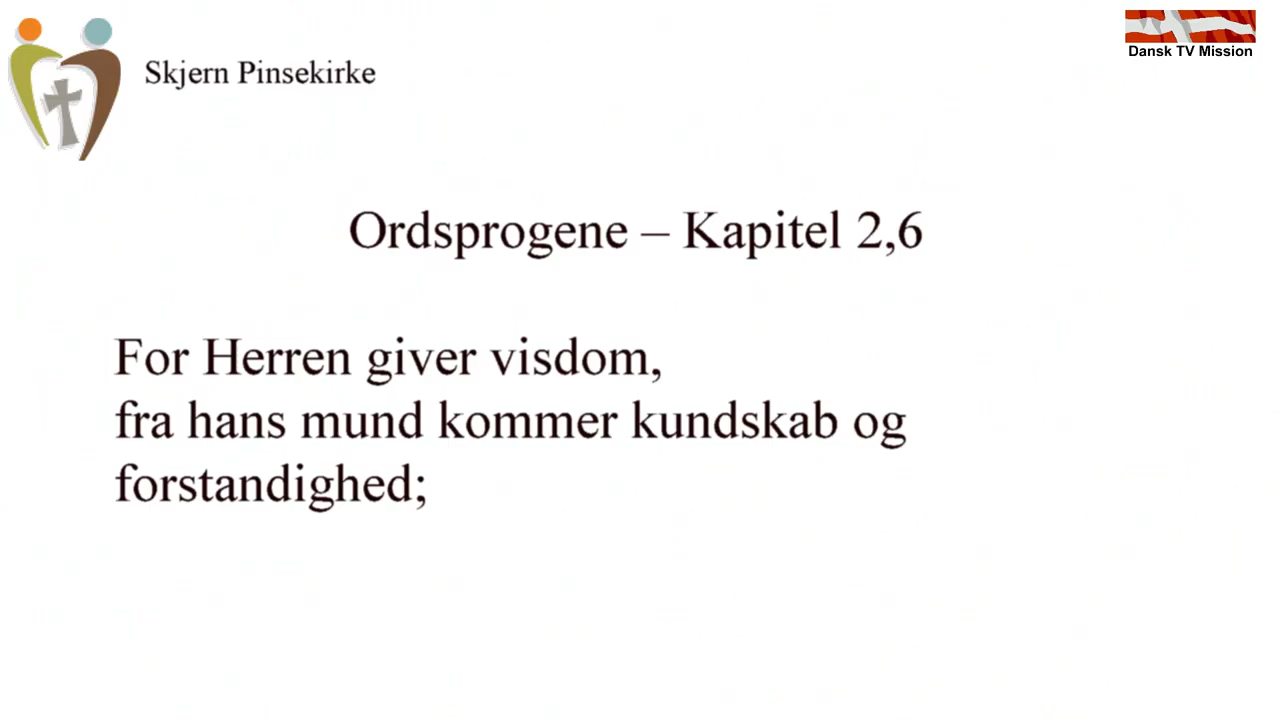 Skjern Pinsekirke
Dansk TV Mission
Ordsprogene – Kapitel 2,6
For Herren giver visdom,
fra hans mund kommer kundskab og
forstandighed;